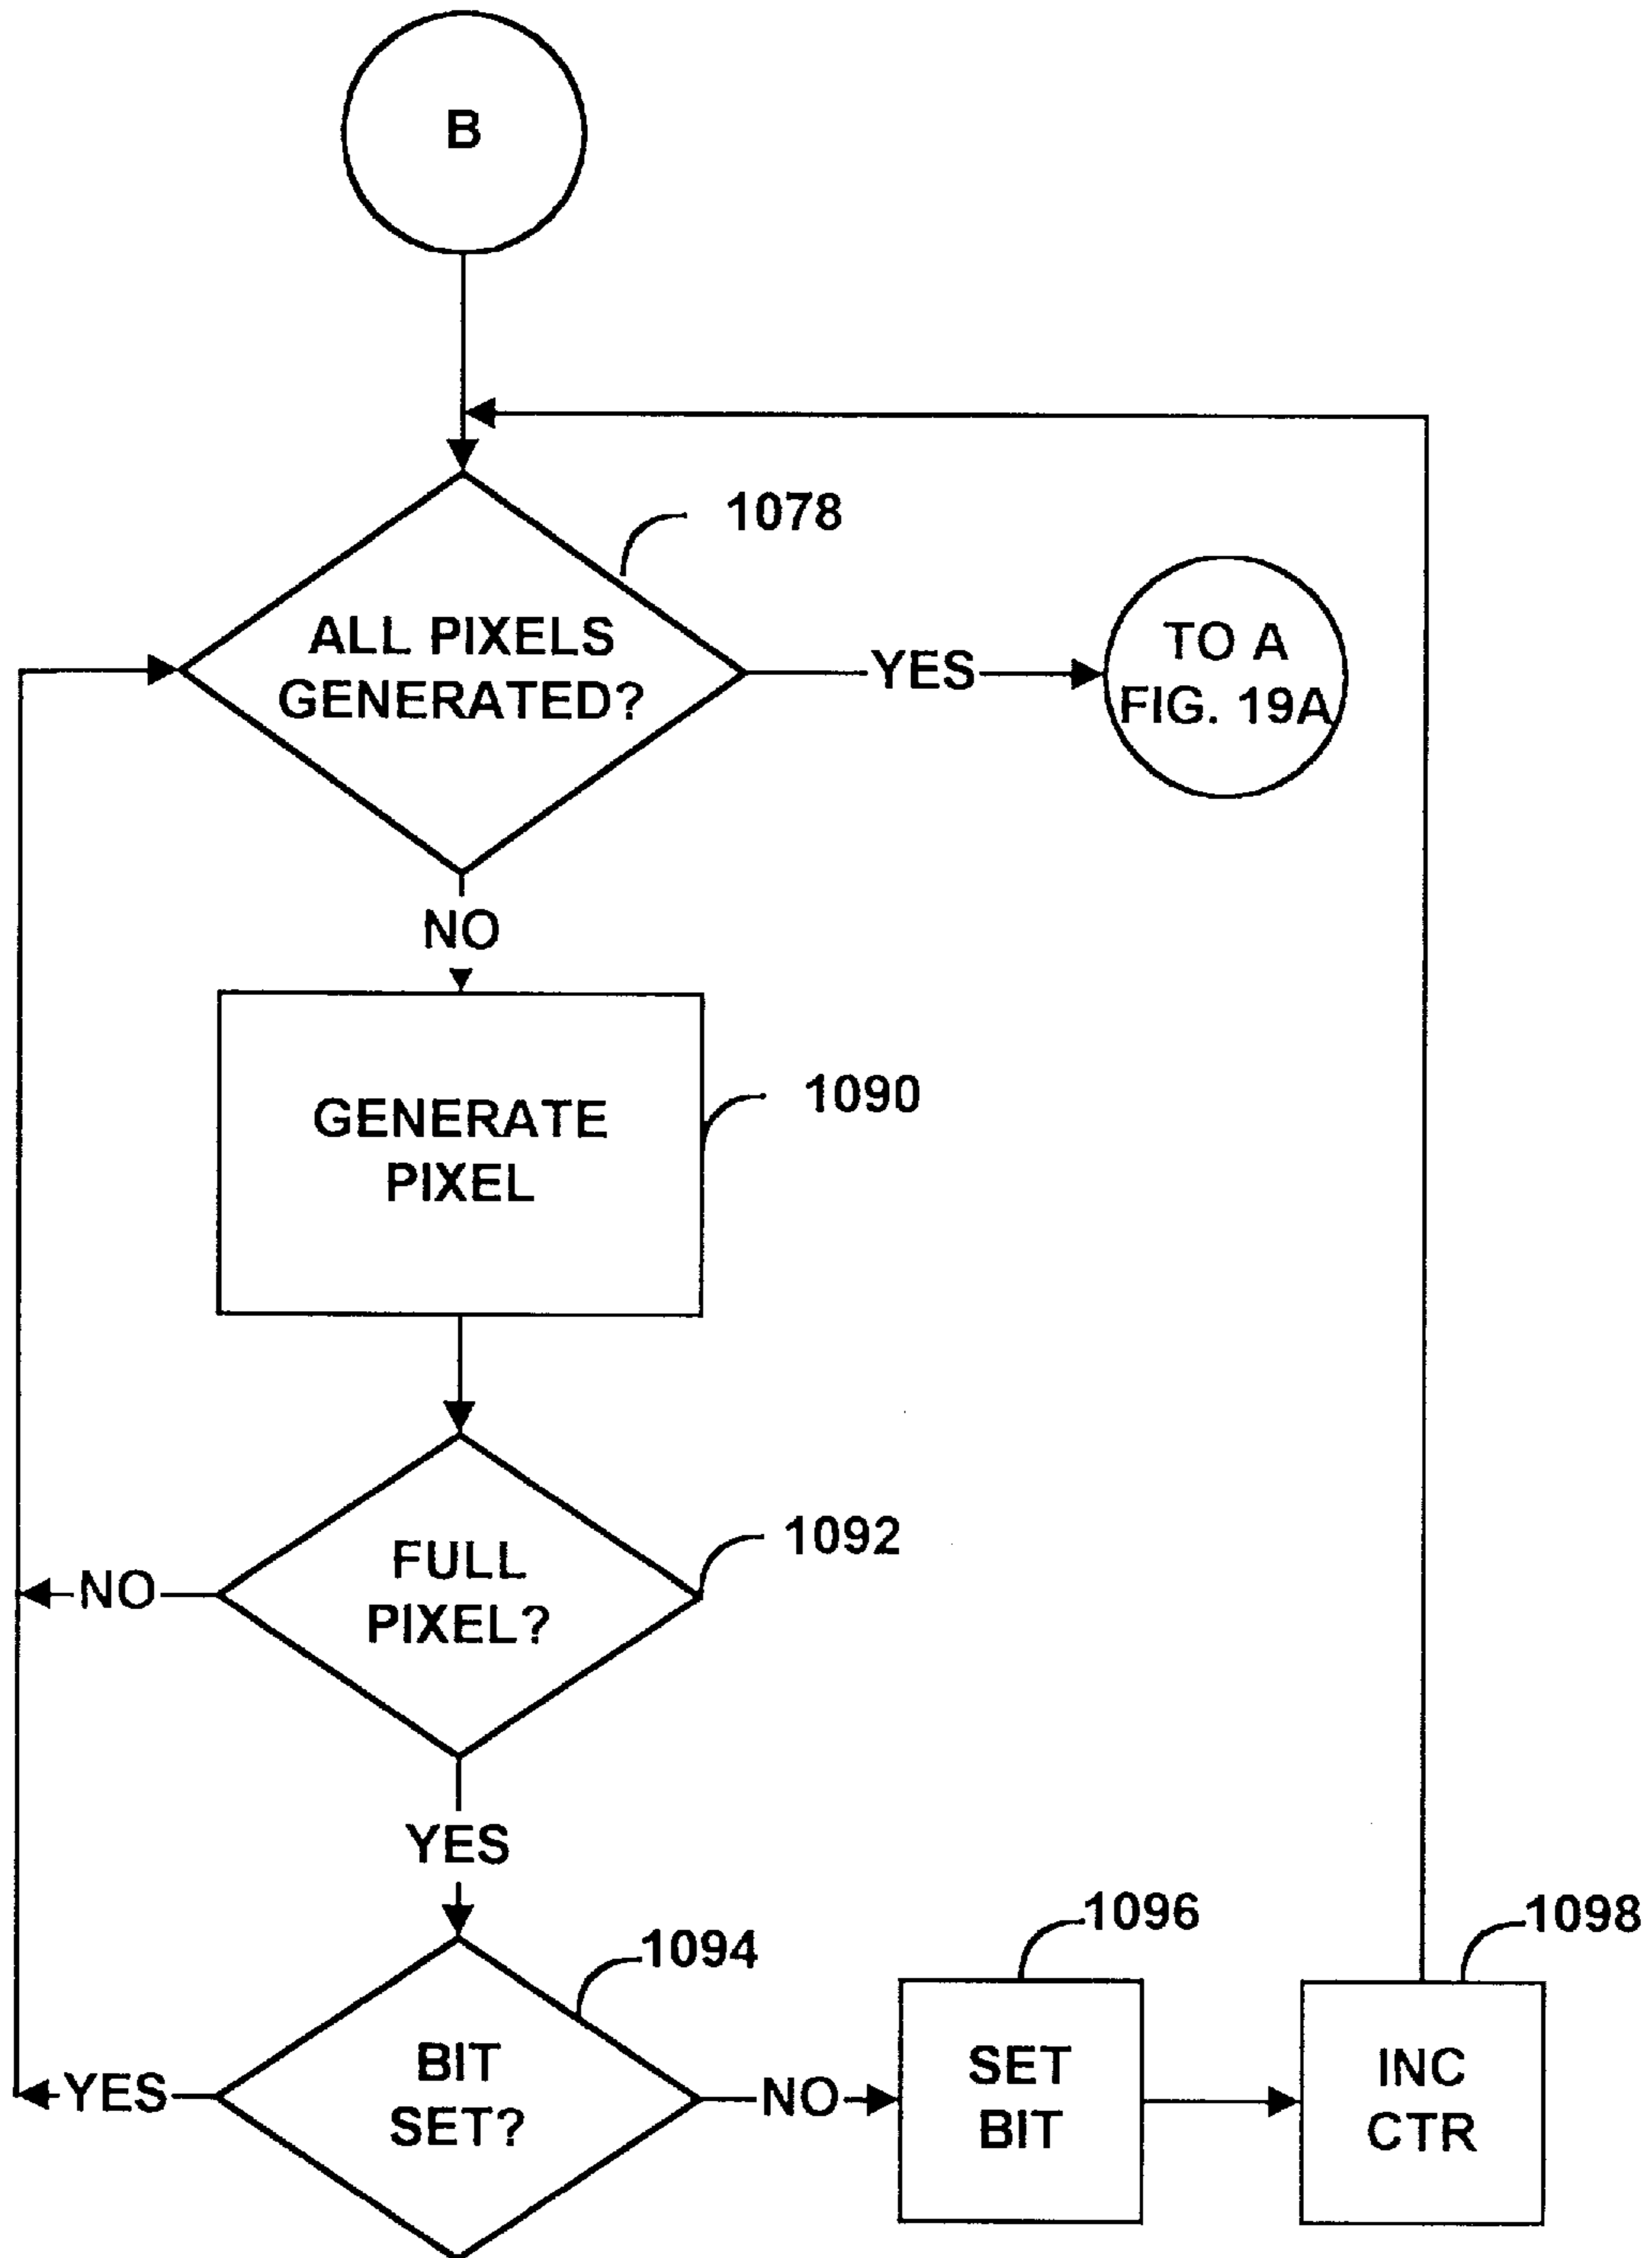 B
1078
ALL PIXELS
GENERATED?
YES
TO A
FIG. 19A
NO
GENERATE
PIXEL
1090
FULL
PIXEL?
1092
NO
YES
1094
BIT
SET?
YES
NO
1096
SET
BIT
1098
INC
CTR